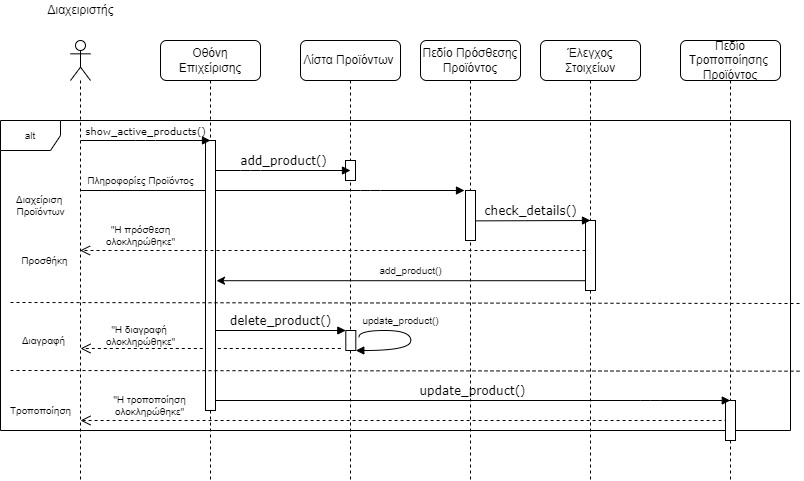 Διαχειριστής
Οθόνη
Επιχείρισης
Λίστα Προϊόντων
Πεδίο Πρόσθεσης
Προϊόντος
Έλεγχος
Στοιχείων
Πεδίο
Τροποποίησης
Προϊόντος
alt
show_active_products()
add_product()
Πληροφορίες Προϊόντος
Διαχείριση
Προϊόντων
check_details()
"Η πρόσθεση
ολοκληρώθηκε"
Προσθήκη
add_product()
delete_product()
update_product()
Διαγραφή
"Η διαγραφή
ολοκληρώθηκε"
update_product()
"Η τροποποίηση
ολοκληρώθηκε"
Τροποποίηση